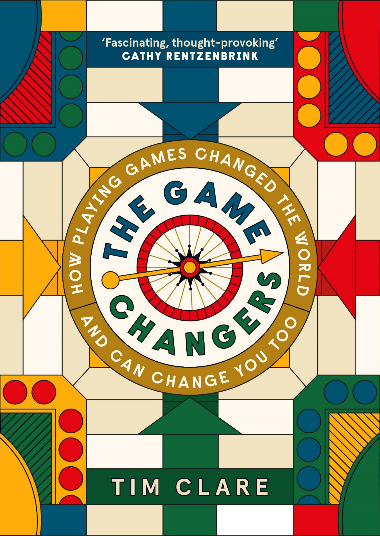 ‘Fascinating, thought-provoking’
CATHY RENTZENBRINK
HOW PLAYING GAMES CHANGED THE WORLD
THE GAME
CHANGERS
AND CAN CHANGE YOU TOO
TIM CLARE